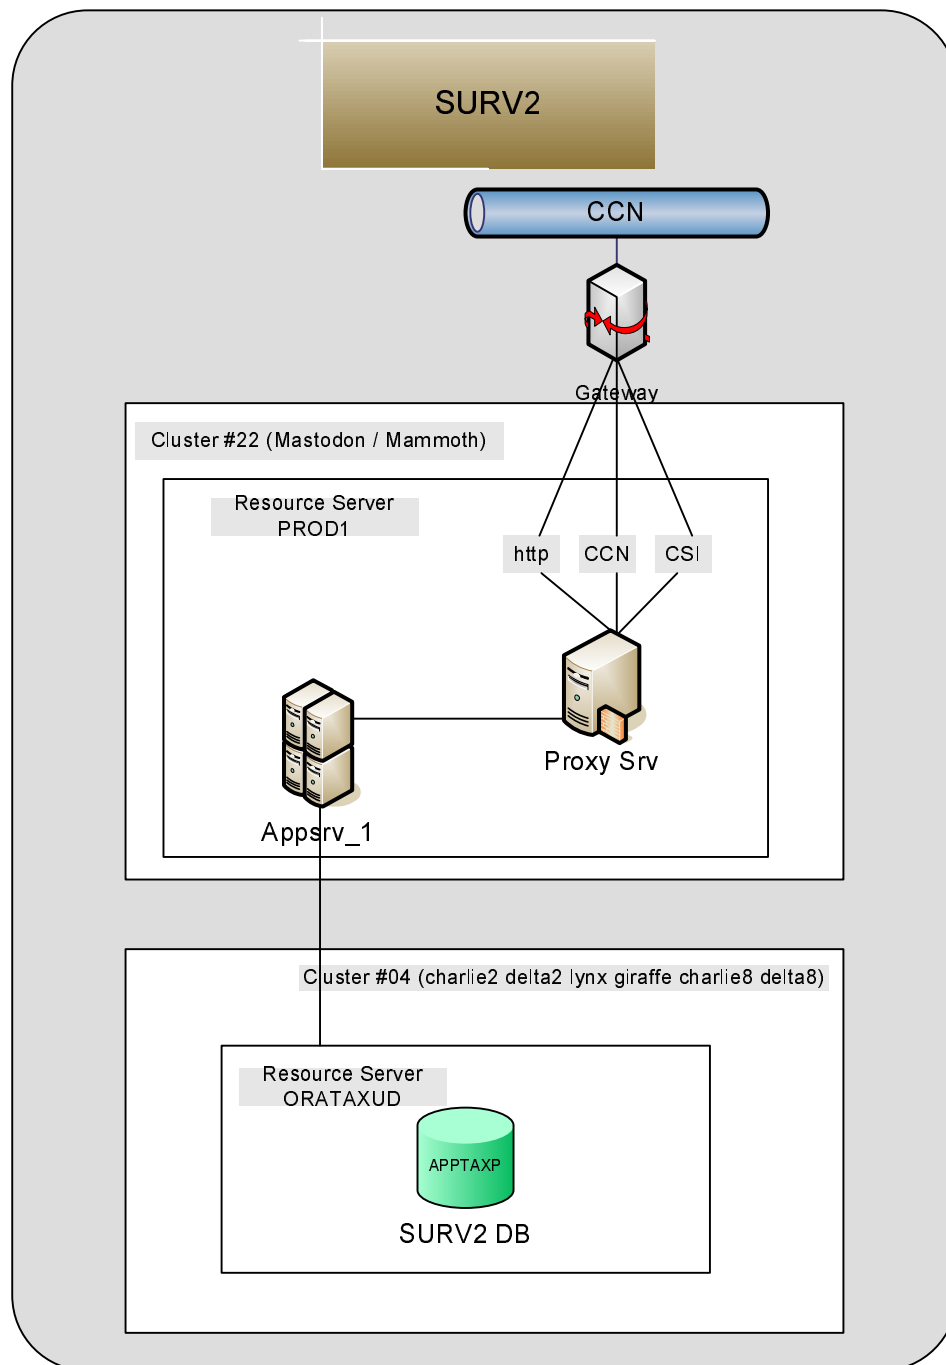 SURV2
CCN
Gateway
Cluster #22 (Mastodon / Mammoth)
Resource Server
PROD1
http
CCN
CSI
Proxy Srv
Appsrv_1
Cluster #04 (charlie2 delta2 lynx giraffe charlie8 delta8)
Resource Server
ORATAXUD
APPTAXP
SURV2 DB